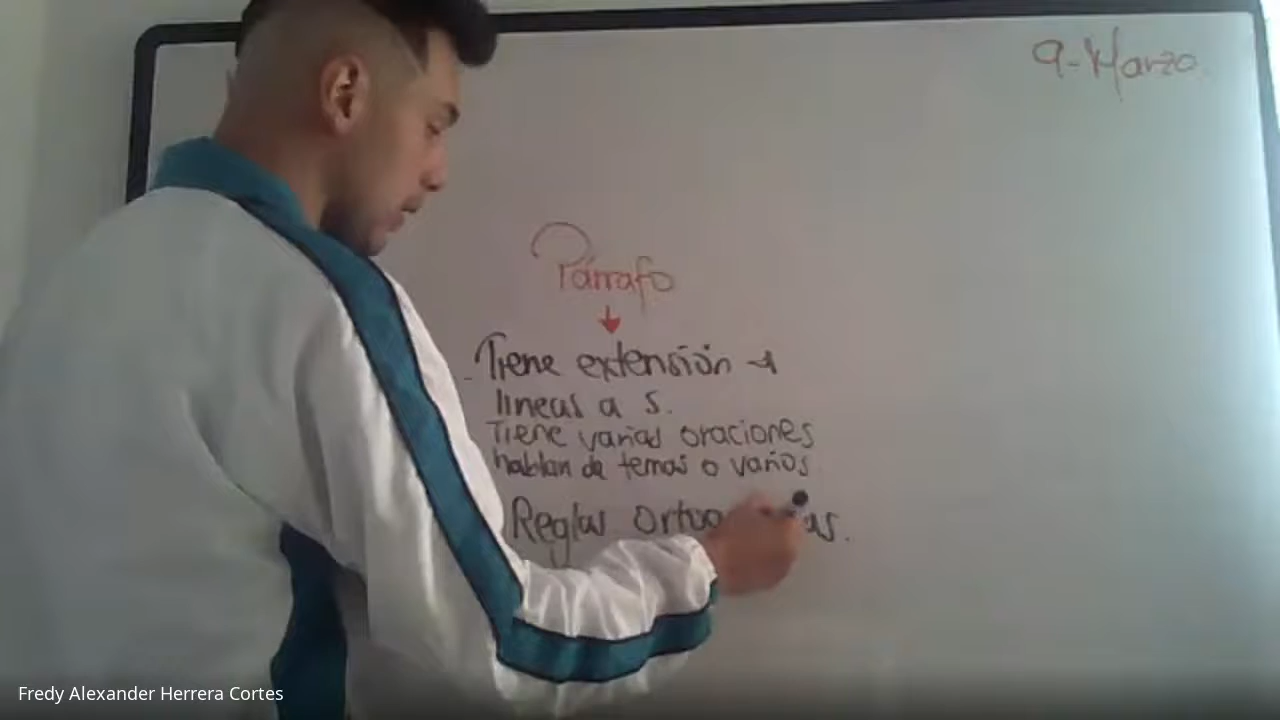 9-Marzo.
Párrafo
Tiene extensión 4
lineas a 5.
Tiene varias oraciones
hablan de temas o varios
Reglas
Fredy Alexander Herrera Cortes